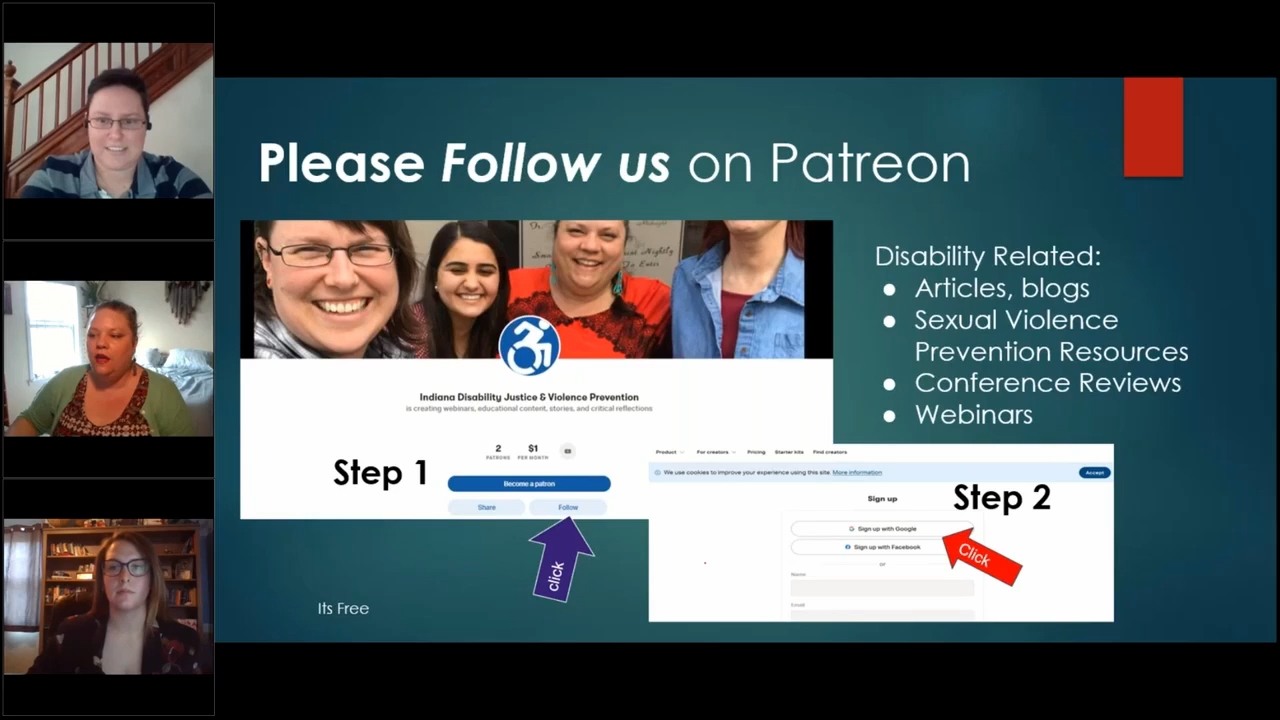 Please Follow us on Patreon
Disability Related:
● Articles, blogs
● Sexual Violence
Prevention Resources
● Conference Reviews
● Webinars
Indiana Disability Justice & Violence Prevention
is creating webinars, educational content, stories, and critical reflections
2 $1
PATRONS PER MONTH
Step 1
Become a patron
Share Follow
click
Its Free
Product For creators Pricing Starter kits Find creators
We use cookies to improve your experience using this site. More information Accept
Sign up
Step 2
Sign up with Google
Sign up with Facebook
Click
or
Name
Email